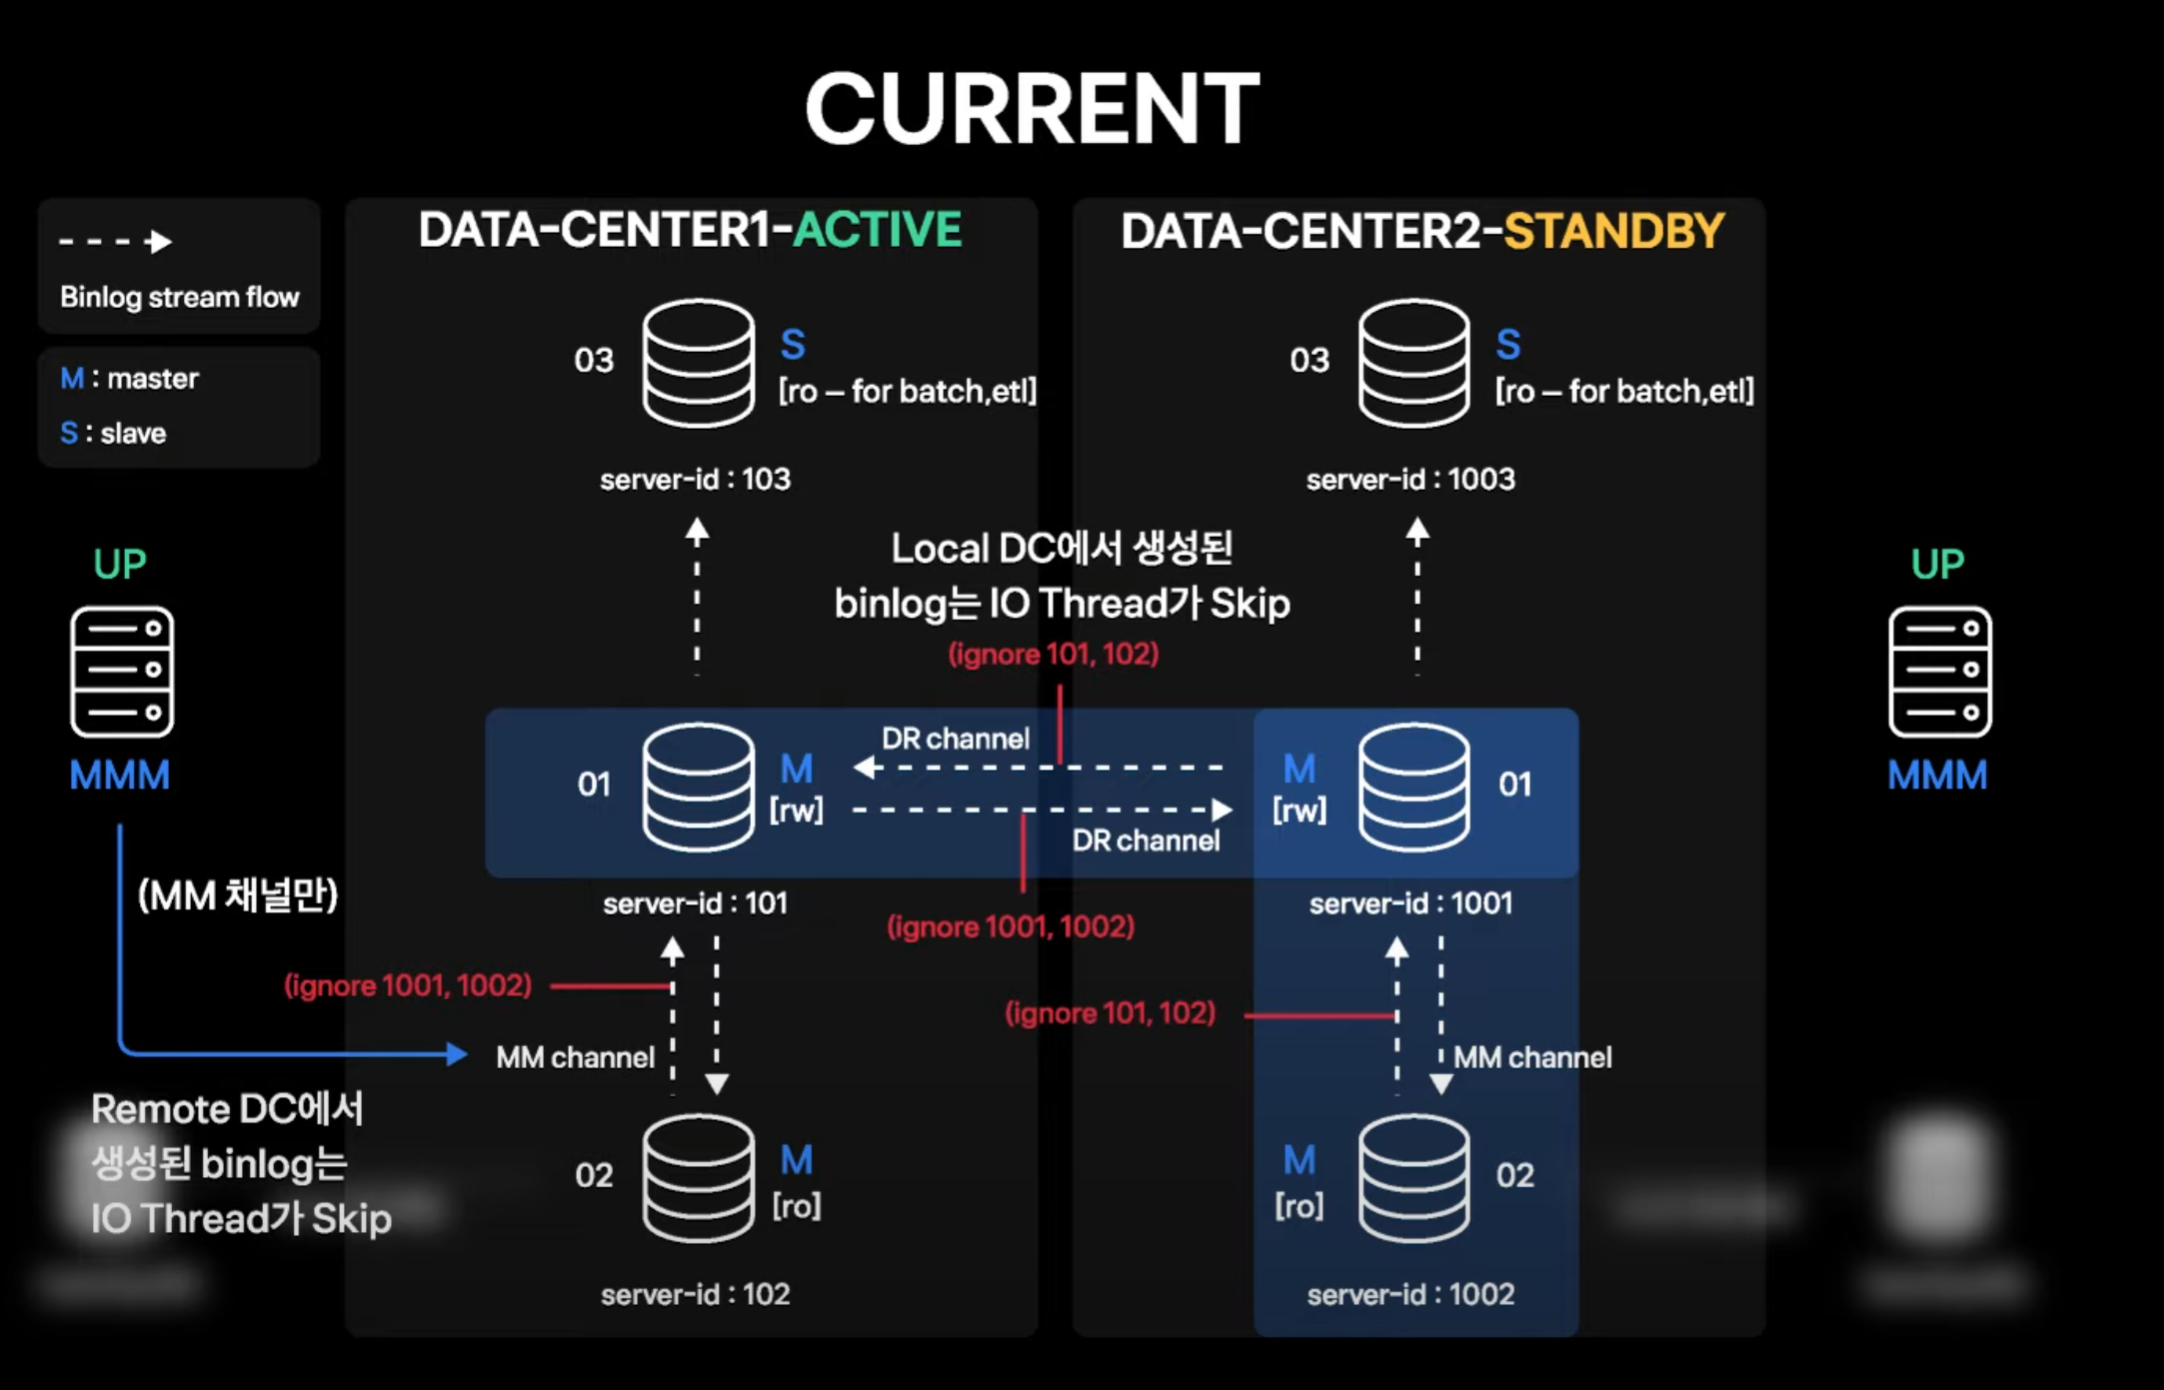 CURRENT
Binlog stream flow
M : master
S : slave
DATA-CENTER1-ACTIVE
03
S
[ro – for batch,etl]
server-id : 103
DATA-CENTER2-STANDBY
03
S
[ro – for batch,etl]
server-id : 1003
UP
MMM
(MM 채널만)
UP
MMM
Local DC에서 생성된
binlog는 IO Thread가 Skip
(ignore 101, 102)
01
M
[rw]
DR channel
DR channel
M
[rw]
01
server-id : 101
(ignore 1001, 1002)
server-id : 1001
(ignore 1001, 1002)
(ignore 101, 102)
MM channel
MM channel
Remote DC에서
생성된 binlog는
IO Thread가 Skip
02
M
[ro]
server-id : 102
M
[ro]
02
server-id : 1002